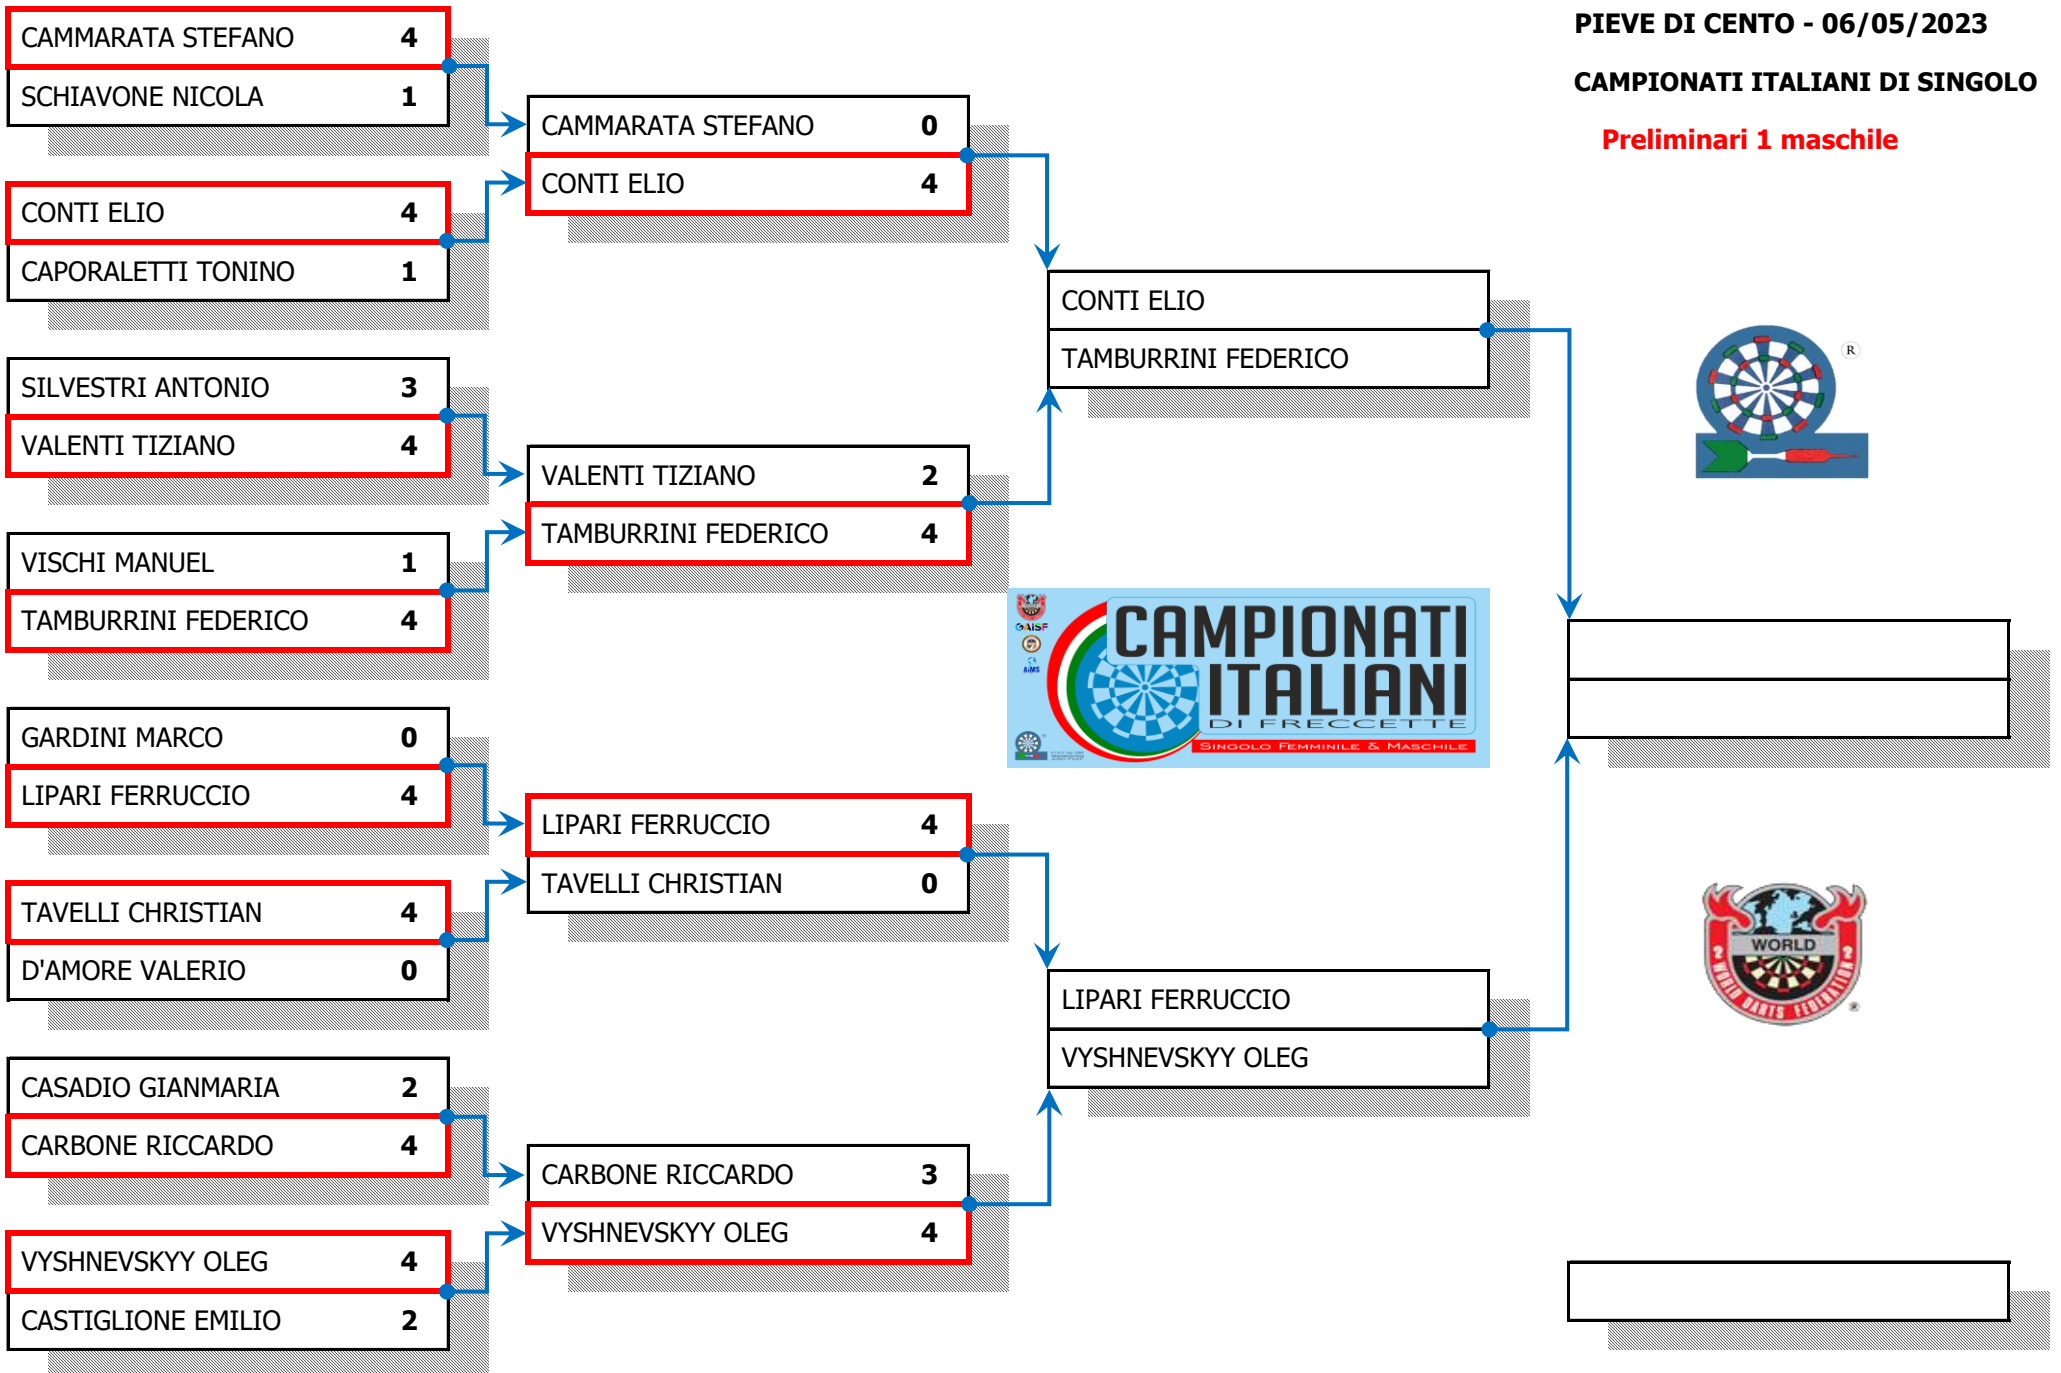 PIEVE DI CENTO - 06/05/2023
CAMPIONATI ITALIANI DI SINGOLO
Preliminari 1 maschile
CAMMARATA STEFANO 4
SCHIAVONE NICOLA 1
CONTI ELIO 4
CAPORALETTI TONINO 1
SILVESTRI ANTONIO 3
VALENTI TIZIANO 4
VISCHI MANUEL 1
TAMBURRINI FEDERICO 4
GARDINI MARCO 0
LIPARI FERRUCCIO 4
TAVELLI CHRISTIAN 4
D'AMORE VALERIO 0
CASADIO GIANMARIA 2
CARBONE RICCARDO 4
VYSHNEVSKYY OLEG 4
CASTIGLIONE EMILIO 2
CAMMARATA STEFANO 0
CONTI ELIO 4
VALENTI TIZIANO 2
TAMBURRINI FEDERICO 4
LIPARI FERRUCCIO 4
TAVELLI CHRISTIAN 0
CARBONE RICCARDO 3
VYSHNEVSKYY OLEG 4
CONTI ELIO
TAMBURRINI FEDERICO
GAISF
AIMS
CAMPIONATI
ITALIANI
DI FRECCETTE
SINGOLO FEMMINILE & MASCHILE
LIPARI FERRUCCIO
VYSHNEVSKYY OLEG
R
WORLD
WORLD DARTS FEDERATION